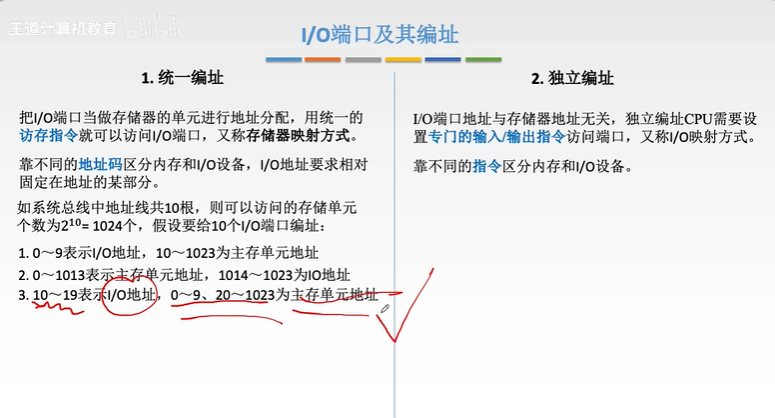 王道计算机教育
I/O端口及其编址
1. 统一编址
把I/O端口当做存储器的单元进行地址分配，用统一的
访存指令就可以访问I/O端口，又称存储器映射方式。
靠不同的地址码区分内存和I/O设备，I/O地址要求相对
固定在地址的某部分。
如系统总线中地址线共10根，则可以访问的存储单元
个数为2¹⁰= 1024个，假设要给10个I/O端口编址：
1. 0～9表示I/O地址，10～1023为主存单元地址
2. 0～1013表示主存单元地址，1014～1023为IO地址
3. 10～19表示I/O地址，0～9、20～1023为主存单元地址
2. 独立编址
I/O端口地址与存储器地址无关，独立编址CPU需要设
置专门的输入/输出指令访问端口，又称I/O映射方式。
靠不同的指令区分内存和I/O设备。